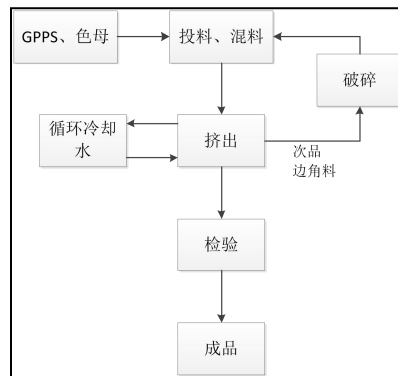 GPPS、色母
投料、混料
破碎
循环冷却
水
挤出
次品
边角料
检验
成品